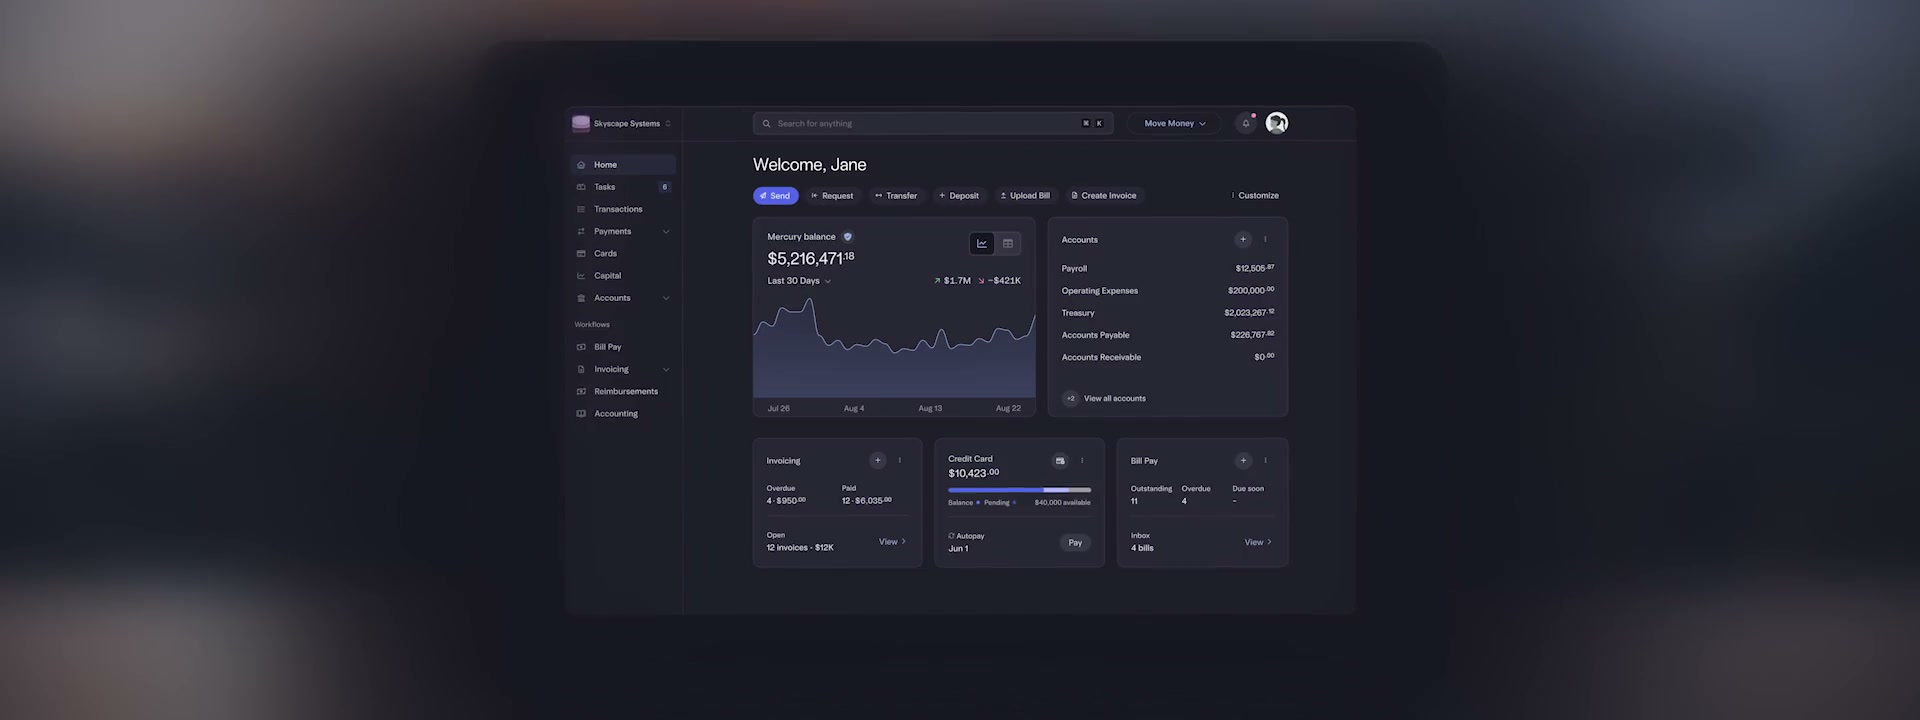 Skyscape Systems
Search for anything
⌘ K
Move Money
Home
Tasks 6
Transactions
Payments
Cards
Capital
Accounts
Workflows
Bill Pay
Invoicing
Reimbursements
Accounting
Welcome, Jane
Send Request Transfer Deposit Upload Bill Create Invoice Customize
Mercury balance
$5,216,471.18
Last 30 Days ↗ $1.7M ↘ −$421K
Jul 26 Aug 4 Aug 13 Aug 22
Accounts
Payroll $12,505.87
Operating Expenses $200,000.00
Treasury $2,023,267.12
Accounts Payable $226,767.82
Accounts Receivable $0.00
+2 View all accounts
Invoicing
Overdue Paid
4 · $950.00 12 · $6,035.00
Open
12 invoices · $12K View
Credit Card
$10,423.00
Balance Pending $40,000 available
Autopay
Jun 1
Pay
Bill Pay
Outstanding Overdue Due soon
11 4 –
Inbox
4 bills View